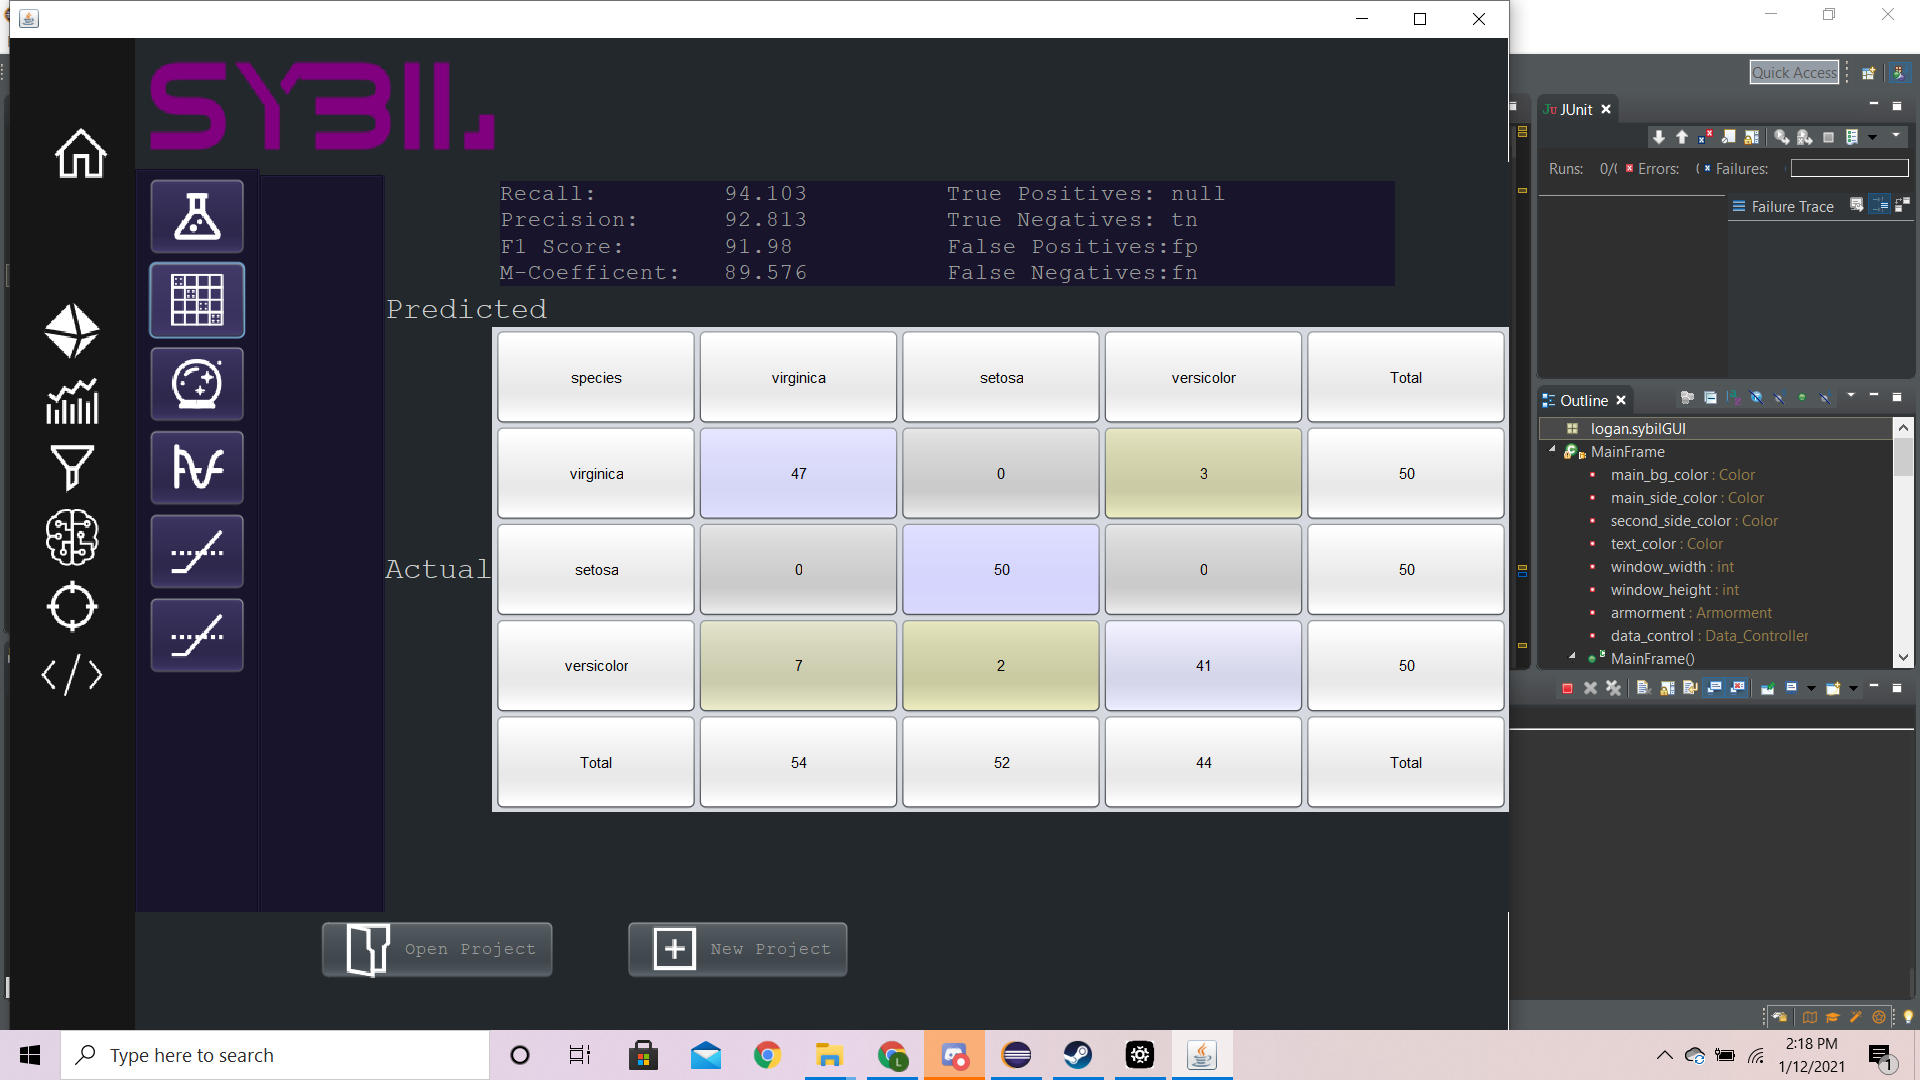 SYBIL
Quick Access
JUnit
Runs: 0/( Errors: ( Failures:
Failure Trace
Recall: 94.103 True Positives: null
Precision: 92.813 True Negatives: tn
F1 Score: 91.98 False Positives:fp
M-Coefficent: 89.576 False Negatives:fn
Predicted
species virginica setosa versicolor Total
virginica 47 0 3 50
Actual
setosa 0 50 0 50
versicolor 7 2 41 50
Total 54 52 44 Total
Outline
logan.sybilGUI
MainFrame
main_bg_color : Color
main_side_color : Color
second_side_color : Color
text_color : Color
window_width : int
window_height : int
armorment : Armorment
data_control : Data_Controller
MainFrame()
Open Project
New Project
Type here to search
L
2:18 PM
1/12/2021
1